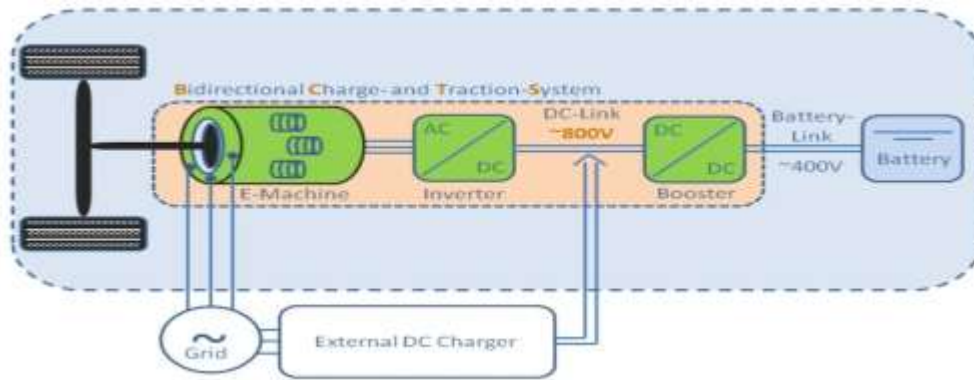 Bidirectional Charge- and Traction-System
DC-Link
~800V
Battery-
Link
~400V
AC
DC
DC
DC
Battery
E-Machine
Inverter
Booster
~
Grid
External DC Charger